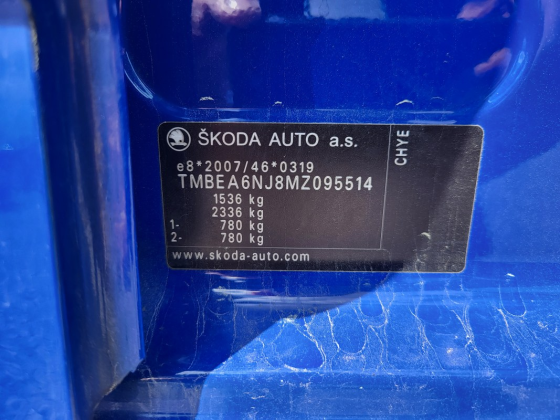 ŠKODA AUTO a.s.
CHYE
e8*2007/46*0319
TMBEA6NJ8MZ095514
1536 kg
2336 kg
1- 780 kg
2- 780 kg
www.skoda-auto.com